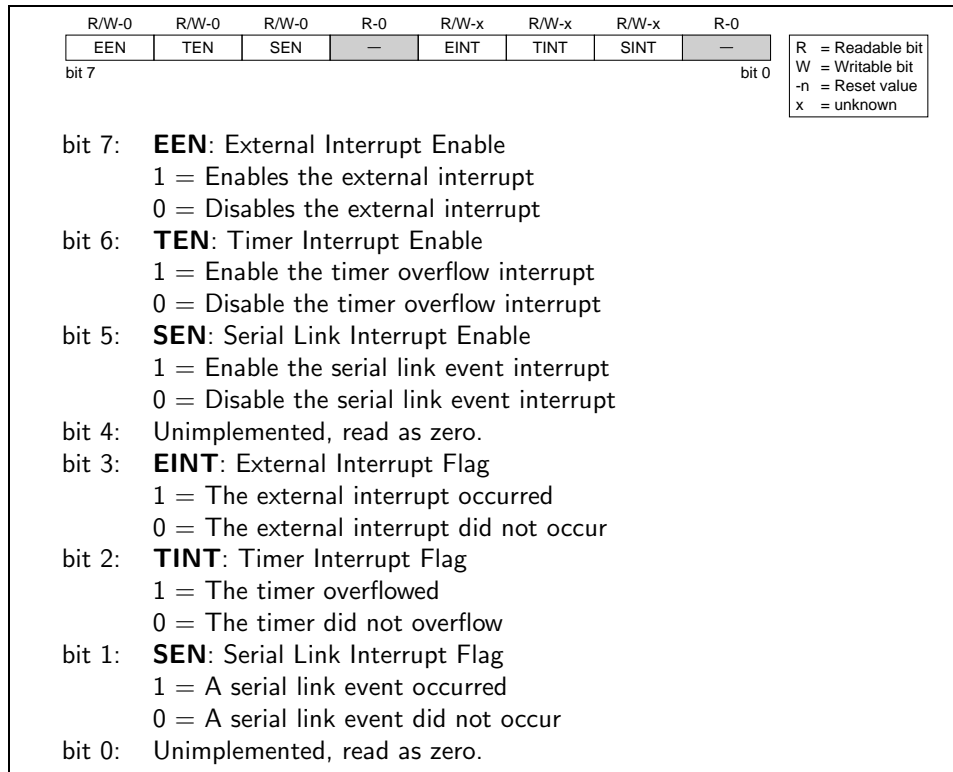 R/W-0 R/W-0 R/W-0 R-0 R/W-x R/W-x R/W-x R-0
EEN TEN SEN — EINT TINT SINT —
bit 7 bit 0
R = Readable bit
W = Writable bit
-n = Reset value
x = unknown
bit 7: EEN: External Interrupt Enable
1 = Enables the external interrupt
0 = Disables the external interrupt
bit 6: TEN: Timer Interrupt Enable
1 = Enable the timer overflow interrupt
0 = Disable the timer overflow interrupt
bit 5: SEN: Serial Link Interrupt Enable
1 = Enable the serial link event interrupt
0 = Disable the serial link event interrupt
bit 4: Unimplemented, read as zero.
bit 3: EINT: External Interrupt Flag
1 = The external interrupt occurred
0 = The external interrupt did not occur
bit 2: TINT: Timer Interrupt Flag
1 = The timer overflowed
0 = The timer did not overflow
bit 1: SEN: Serial Link Interrupt Flag
1 = A serial link event occurred
0 = A serial link event did not occur
bit 0: Unimplemented, read as zero.